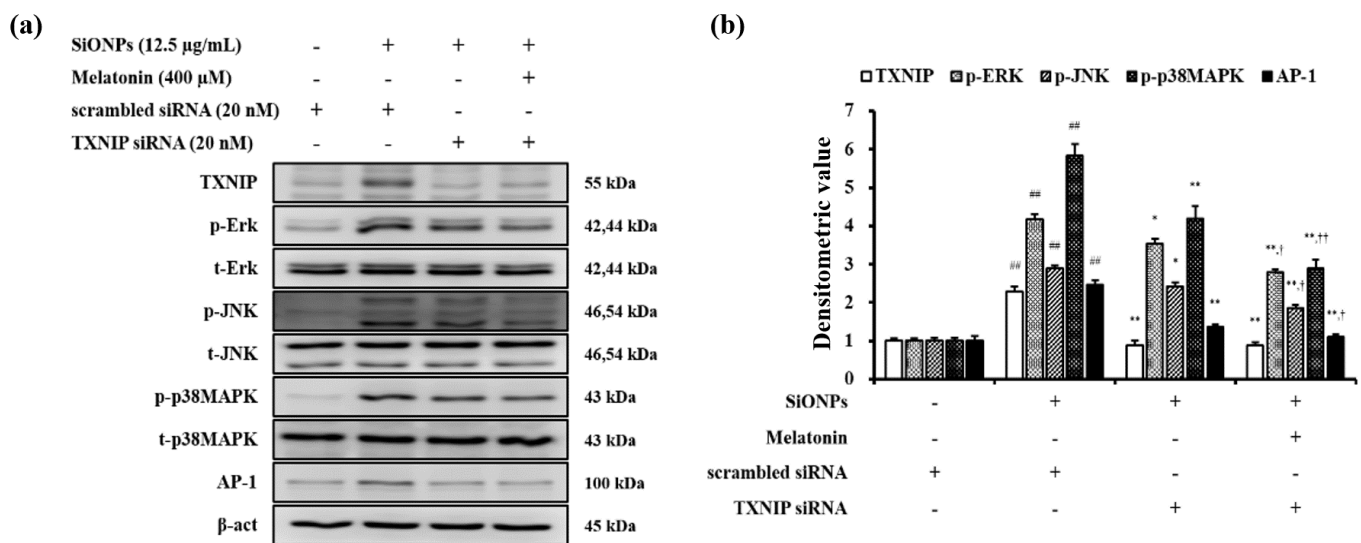 (a)
SiONPs (12.5 µg/mL) - + + +
Melatonin (400 µM) - - - +
scrambled siRNA (20 nM) + + - -
TXNIP siRNA (20 nM) - - + +
TXNIP 55 kDa
p-Erk 42,44 kDa
t-Erk 42,44 kDa
p-JNK 46,54 kDa
t-JNK 46,54 kDa
p-p38MAPK 43 kDa
t-p38MAPK 43 kDa
AP-1 100 kDa
β-act 45 kDa
(b)
TXNIP p-ERK p-JNK p-p38MAPK AP-1
Densitometric value
7
6
5
4
3
2
1
0
## ## ## ## ##
** * * ** **
** **,† **,† **,†† **,†
SiONPs - + + +
Melatonin - - - +
scrambled siRNA + + - -
TXNIP siRNA - - + +